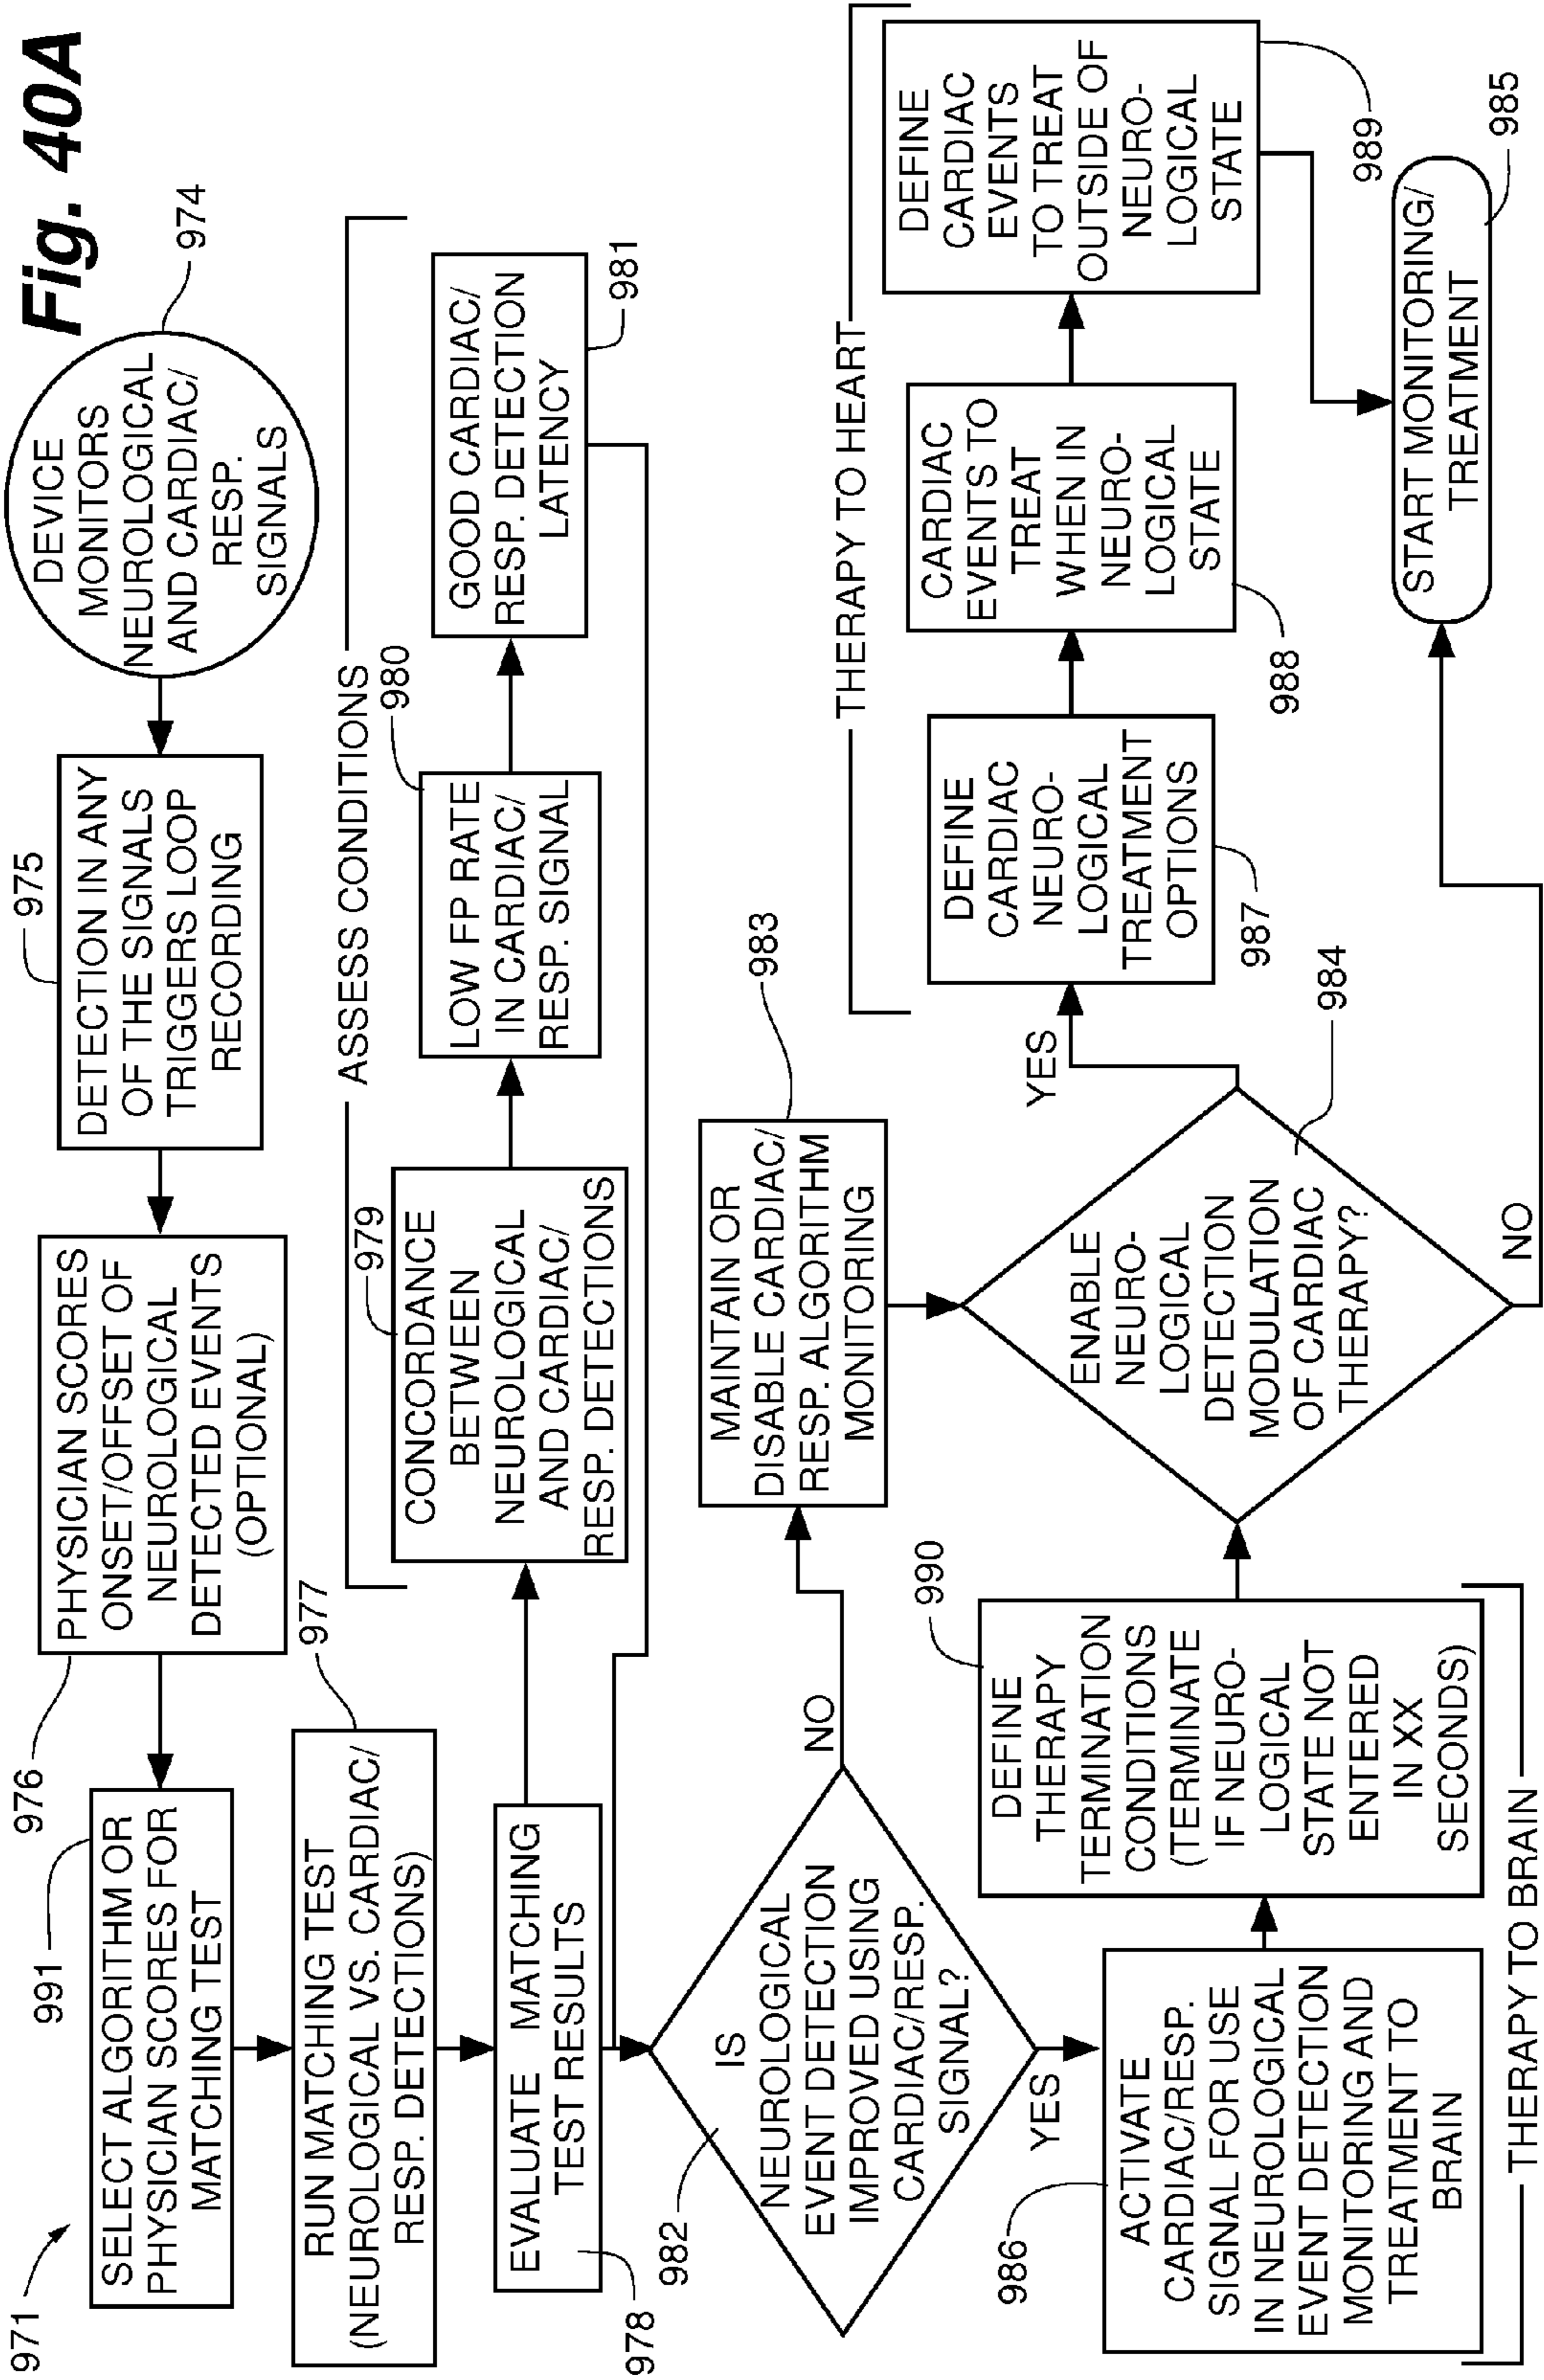 Fig. 40A
971
974
DEVICE
MONITORS
NEUROLOGICAL
AND CARDIAC/
RESP.
SIGNALS
975
DETECTION IN ANY
OF THE SIGNALS
TRIGGERS LOOP
RECORDING
976
PHYSICIAN SCORES
ONSET/OFFSET OF
NEUROLOGICAL
DETECTED EVENTS
(OPTIONAL)
991
SELECT ALGORITHM OR
PHYSICIAN SCORES FOR
MATCHING TEST
977
RUN MATCHING TEST
(NEUROLOGICAL VS. CARDIAC/
RESP. DETECTIONS)
978
EVALUATE MATCHING
TEST RESULTS
ASSESS CONDITIONS
979
CONCORDANCE
BETWEEN
NEUROLOGICAL
AND CARDIAC/
RESP. DETECTIONS
980
LOW FP RATE
IN CARDIAC/
RESP. SIGNAL
981
GOOD CARDIAC/
RESP. DETECTION
LATENCY
982
IS
NEUROLOGICAL
EVENT DETECTION
IMPROVED USING
CARDIAC/RESP.
SIGNAL?
NO
YES
983
MAINTAIN OR
DISABLE CARDIAC/
RESP. ALGORITHM
MONITORING
986
ACTIVATE
CARDIAC/RESP.
SIGNAL FOR USE
IN NEUROLOGICAL
EVENT DETECTION
MONITORING AND
TREATMENT TO
BRAIN
990
DEFINE
THERAPY
TERMINATION
CONDITIONS
(TERMINATE
IF NEURO-
LOGICAL
STATE NOT
ENTERED
IN XX
SECONDS)
THERAPY TO BRAIN
984
ENABLE
NEURO-
LOGICAL
DETECTION
MODULATION
OF CARDIAC
THERAPY?
YES
NO
THERAPY TO HEART
987
DEFINE
CARDIAC
NEURO-
LOGICAL
TREATMENT
OPTIONS
988
CARDIAC
EVENTS TO
TREAT
WHEN IN
NEURO-
LOGICAL
STATE
989
DEFINE
CARDIAC
EVENTS
TO TREAT
OUTSIDE OF
NEURO-
LOGICAL
STATE
985
START MONITORING/
TREATMENT